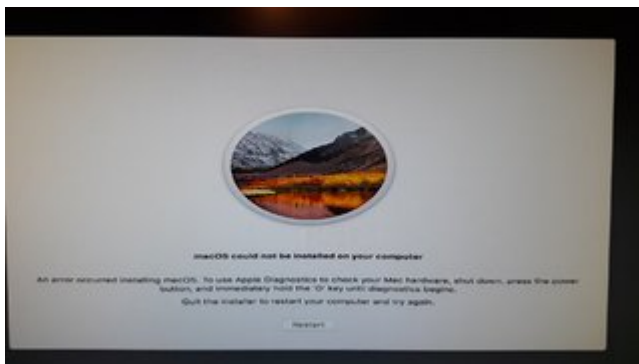 macOS could not be installed on your computer
An error occurred installing macOS. To use Apple Diagnostics to check your Mac hardware, shut down, press the power
button, and immediately hold the 'D' key until diagnostics begins.
Quit the installer to restart your computer and try again.
Restart